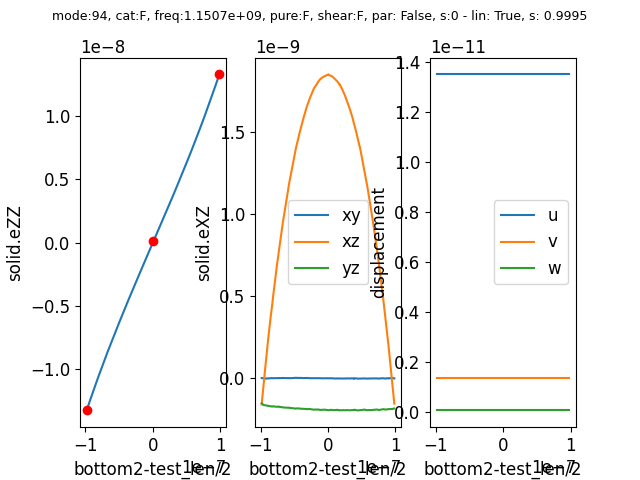 mode:94, cat:F, freq:1.1507e+09, pure:F, shear:F, par: False, s:0 - lin: True, s: 0.9995
1e−8
1e−9
1e−11
1.0
0.5
0.0
−0.5
−1.0
solid.eZZ
−1
0
1
1e−7
bottom2-test_len/2
1.5
1.0
0.5
0.0
solid.eXZ
xy
xz
yz
−1
0
1
1e−7
bottom2-test_len/2
1.4
1.2
1.0
0.8
0.6
0.4
0.2
0.0
displacement
u
v
w
−1
0
1
1e−7
bottom2-test_len/2